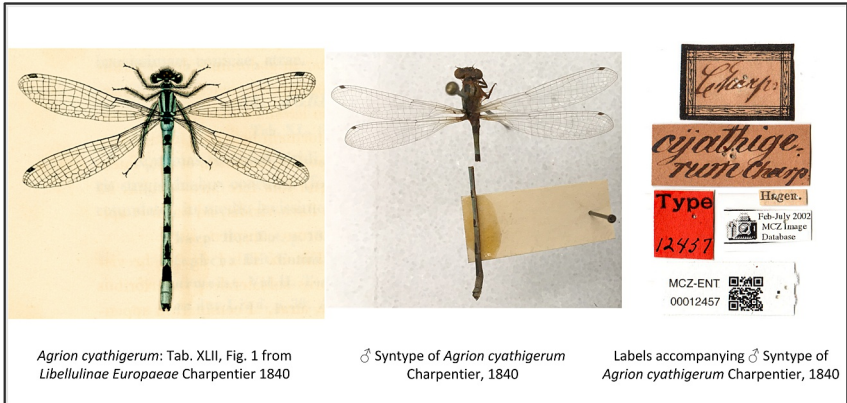 Agrion cyathigerum: Tab. XLII, Fig. 1 from
Libellulinae Europaeae Charpentier 1840
♂ Syntype of Agrion cyathigerum
Charpentier, 1840
Charp.
cyathige-
rum Charp.
Type
12457
Hagen.
Feb-July 2002
MCZ Image
Database
MCZ-ENT
00012457
Labels accompanying ♂ Syntype of
Agrion cyathigerum Charpentier, 1840